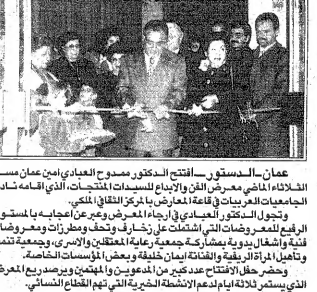 عمان-الدستور-افتتح الدكتور ممدوح العبادي أمين عمان مساء
الثلاثاء الماضي معرض الفن والابداع للسيدات المنتجات، الذي اقامه نادي
الجامعيات العربيات في قاعة المعارض بالمركز الثقافي الملكي.
وتجول الدكتور العبادي في ارجاء المعرض وعبر عن اعجابه بالمستوى
الرفيع للمعروضات التي اشتملت على زخارف وتحف ومطرزات ومعروضات
فنية واشغال يدوية بمشاركة جمعية رعاية المعتقلين والاسرى، وجمعية تنمية
وتأهيل المرأة الريفية والفنانة ايمان خليفة وبعض المؤسسات الخاصة.
وحضر حفل الافتتاح عدد كبير من المدعوين والمهتمين ويرصد ريع المعرض
الذي يستمر ثلاثة ايام لدعم الانشطة الخيرية التي تهم القطاع النسائي.